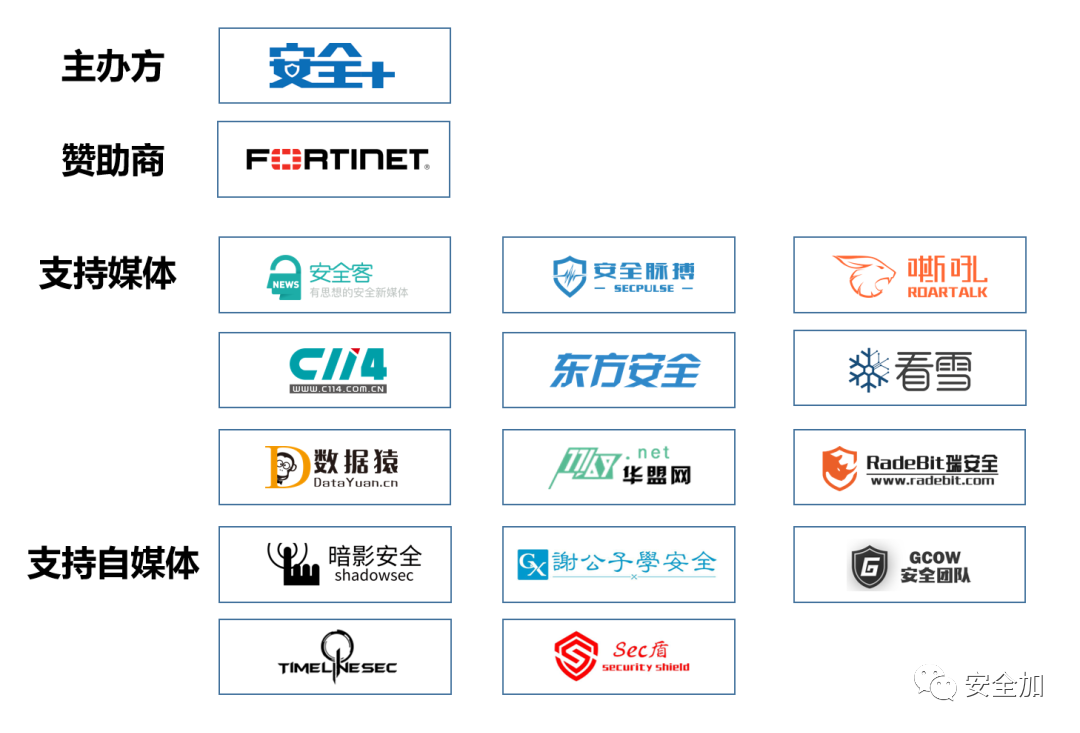 主办方
安全+
赞助商
FORTINET®
支持媒体
NEWS
安全客
有思想的安全新媒体
安全脉搏
SECPULSE
嘶吼
ROARTALK
C114
WWW.C114.COM.CN
东方安全
看雪
数据猿
DataYuan.cn
.net
华盟网
RadeBit瑞安全
www.radebit.com
支持自媒体
暗影安全
shadowsec
GX
謝公子學安全
G
GCOW
安全团队
TIMELINESEC
Sec盾
security shield
安全加